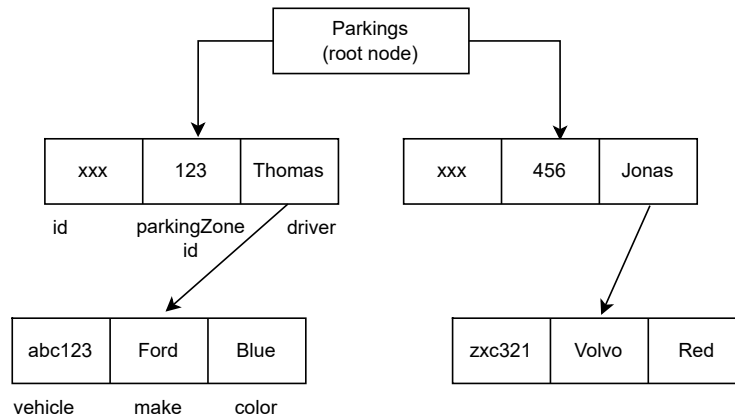 Parkings
(root node)
xxx 123 Thomas
xxx 456 Jonas
id parkingZone driver
id
abc123 Ford Blue
zxc321 Volvo Red
vehicle make color